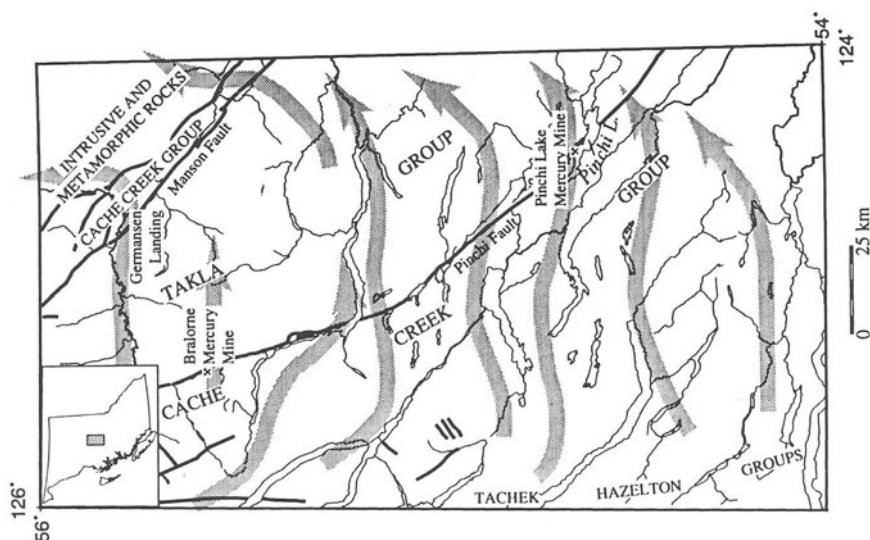 INTRUSIVE AND
METAMORPHIC ROCKS
CACHE CREEK GROUP
Manson Fault
Germansen
Landing
TAKLA
GROUP
Bralorne
Mercury
Mine
CACHE
CREEK
GROUP
Pinchi Fault
Pinchi Lake
Mercury Mine
Pinchi L.
TACHEK
HAZELTON
GROUPS
126°
56°
54°
124°
0
25 km